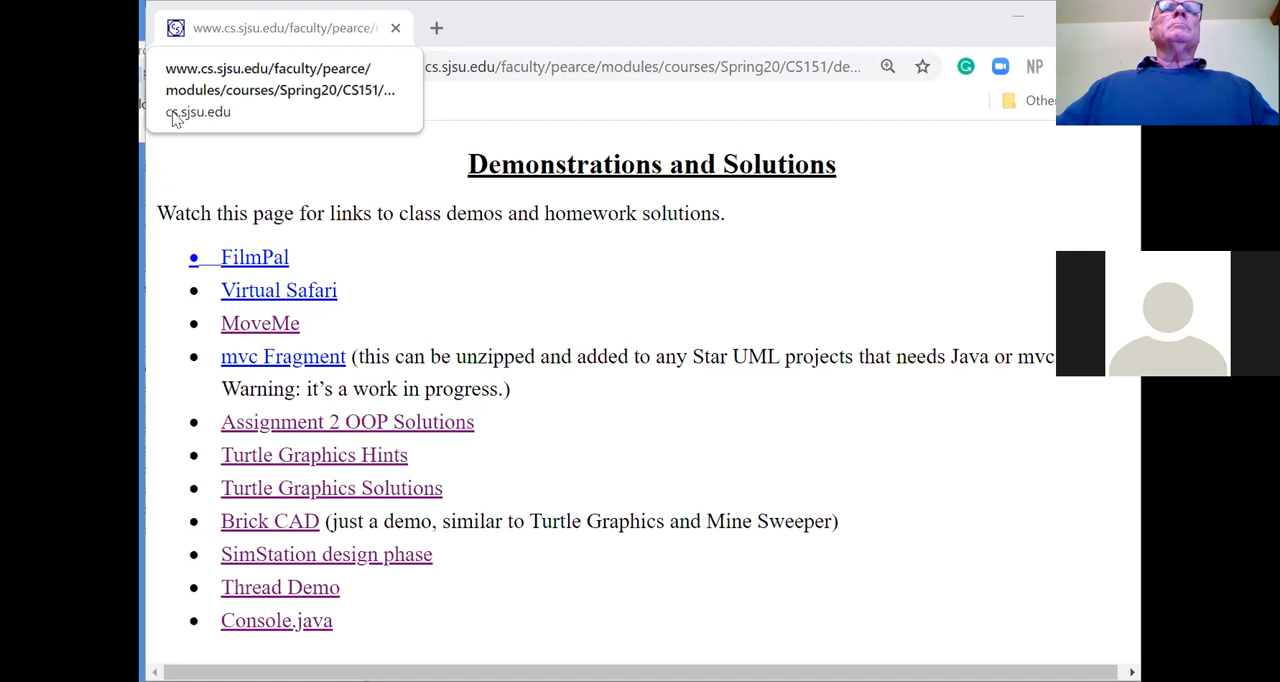 www.cs.sjsu.edu/faculty/pearce/
www.cs.sjsu.edu/faculty/pearce/
modules/courses/Spring20/CS151/...
cs.sjsu.edu
cs.sjsu.edu/faculty/pearce/modules/courses/Spring20/CS151/de...
NP
Othe
Demonstrations and Solutions
Watch this page for links to class demos and homework solutions.
• FilmPal
• Virtual Safari
• MoveMe
• mvc Fragment (this can be unzipped and added to any Star UML projects that needs Java or mvc
Warning: it’s a work in progress.)
• Assignment 2 OOP Solutions
• Turtle Graphics Hints
• Turtle Graphics Solutions
• Brick CAD (just a demo, similar to Turtle Graphics and Mine Sweeper)
• SimStation design phase
• Thread Demo
• Console.java